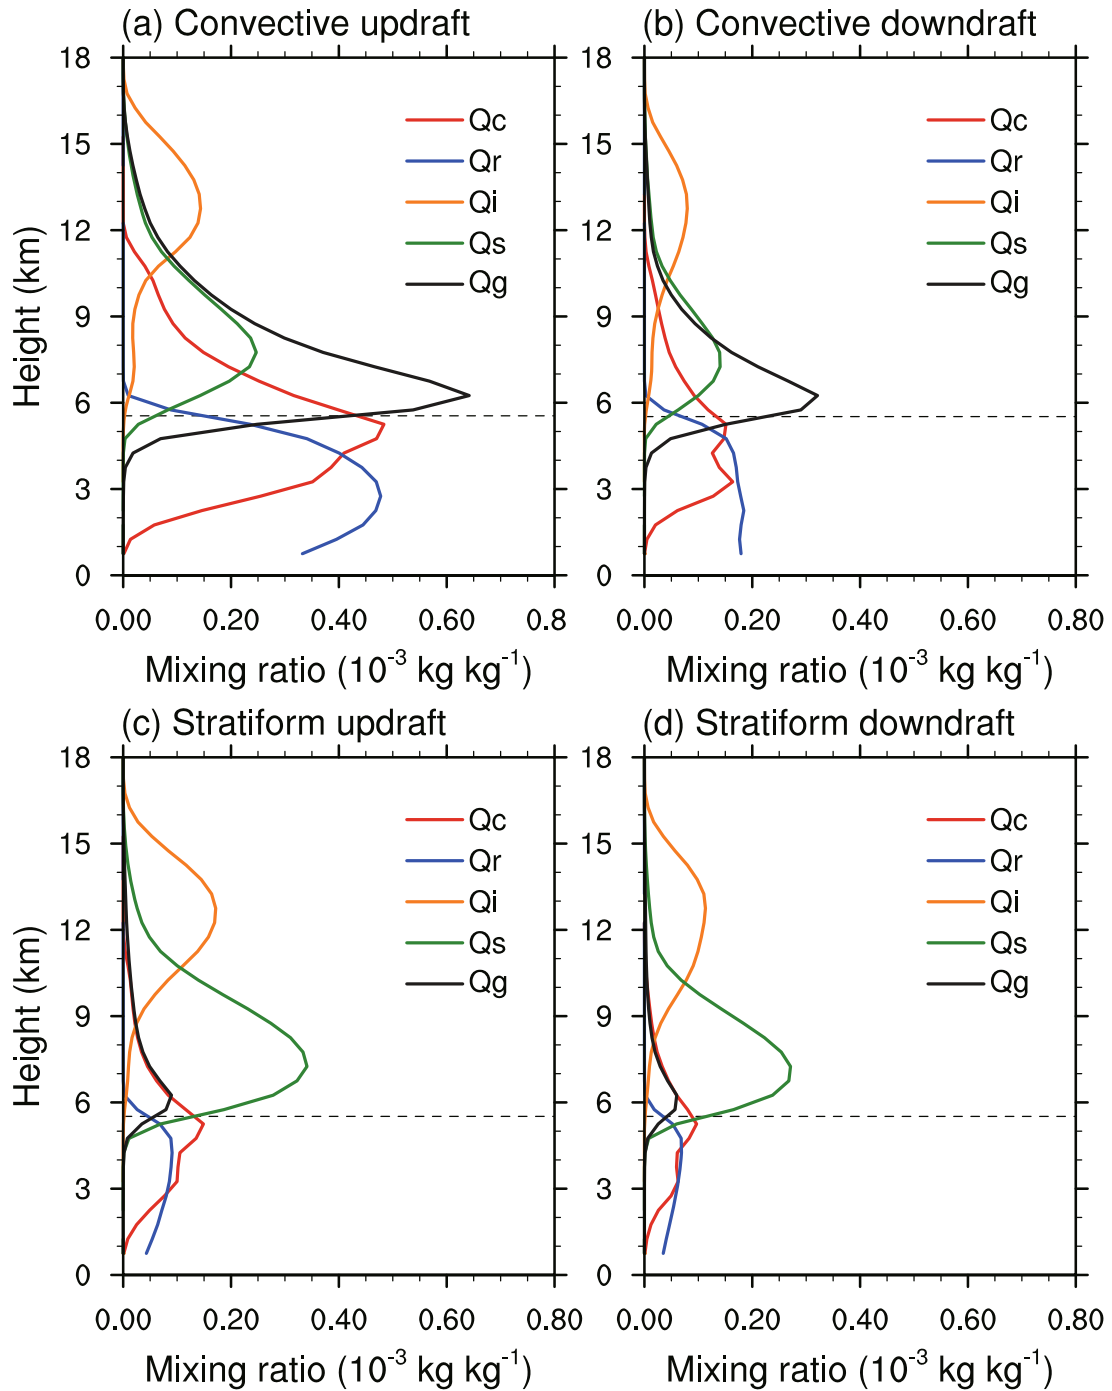 (a) Convective updraft
(b) Convective downdraft
18
15
12
9
6
3
0
Height (km)
Qc
Qr
Qi
Qs
Qg
0.00
0.20
0.40
0.60
0.8
Mixing ratio (10⁻³ kg kg⁻¹)
18
15
12
9
6
3
0
Qc
Qr
Qi
Qs
Qg
0.00
0.20
0.40
0.60
0.80
Mixing ratio (10⁻³ kg kg⁻¹)
(c) Stratiform updraft
(d) Stratiform downdraft
18
15
12
9
6
3
0
Height (km)
Qc
Qr
Qi
Qs
Qg
0.00
0.20
0.40
0.60
0.8
Mixing ratio (10⁻³ kg kg⁻¹)
18
15
12
9
6
3
0
Qc
Qr
Qi
Qs
Qg
0.00
0.20
0.40
0.60
0.80
Mixing ratio (10⁻³ kg kg⁻¹)